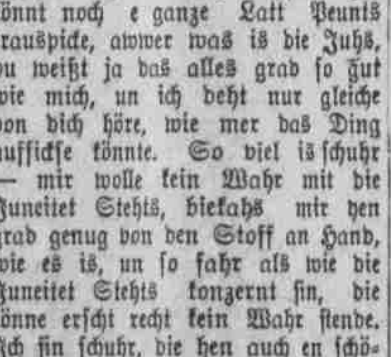 önnt noch e ganze Latt Peunts
rauspicke, awwer was is die Juhs,
du weißt ja das alles grad so gut
wie mich, un ich deht nur gleiche
von dich höre, wie mer das Ding
auffickse könnte. So viel is schuhr
— mir wolle kein Wahr mit die
Juneitet Stehts, biekahs mir hen
grad genug von den Stoff an Hand,
wie es is, un so fahr als wie die
Juneitet Stehts konzernt sin, die
könne erscht recht kein Wahr stende.
Ich sin schuhr, die hen auch en schö-